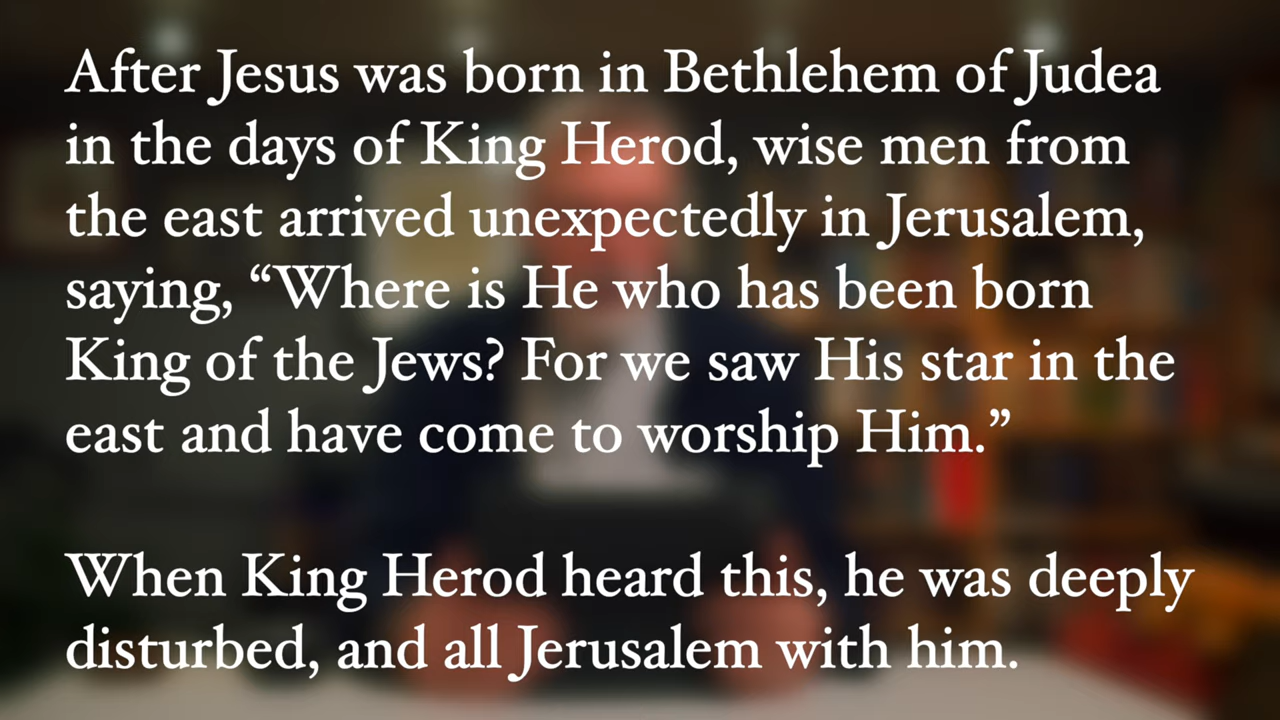 After Jesus was born in Bethlehem of Judea
in the days of King Herod, wise men from
the east arrived unexpectedly in Jerusalem,
saying, “Where is He who has been born
King of the Jews? For we saw His star in the
east and have come to worship Him.”
When King Herod heard this, he was deeply
disturbed, and all Jerusalem with him.